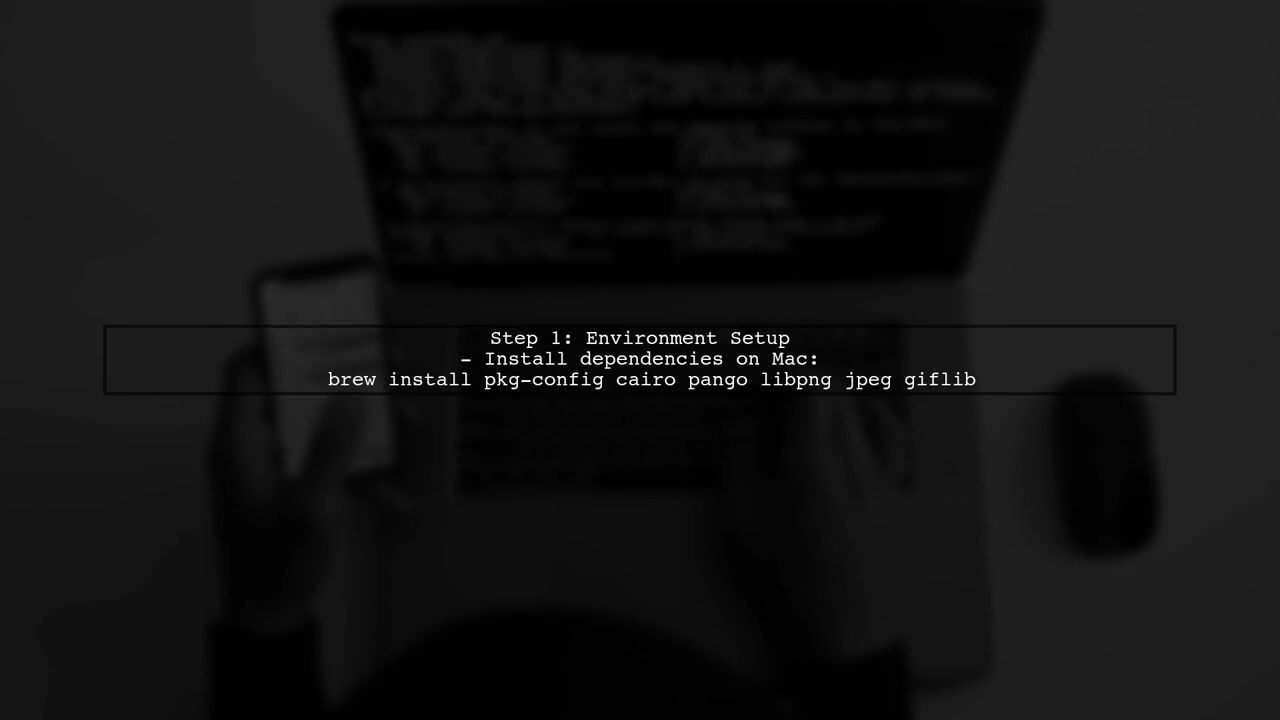 Step 1: Environment Setup
- Install dependencies on Mac:
brew install pkg-config cairo pango libpng jpeg giflib